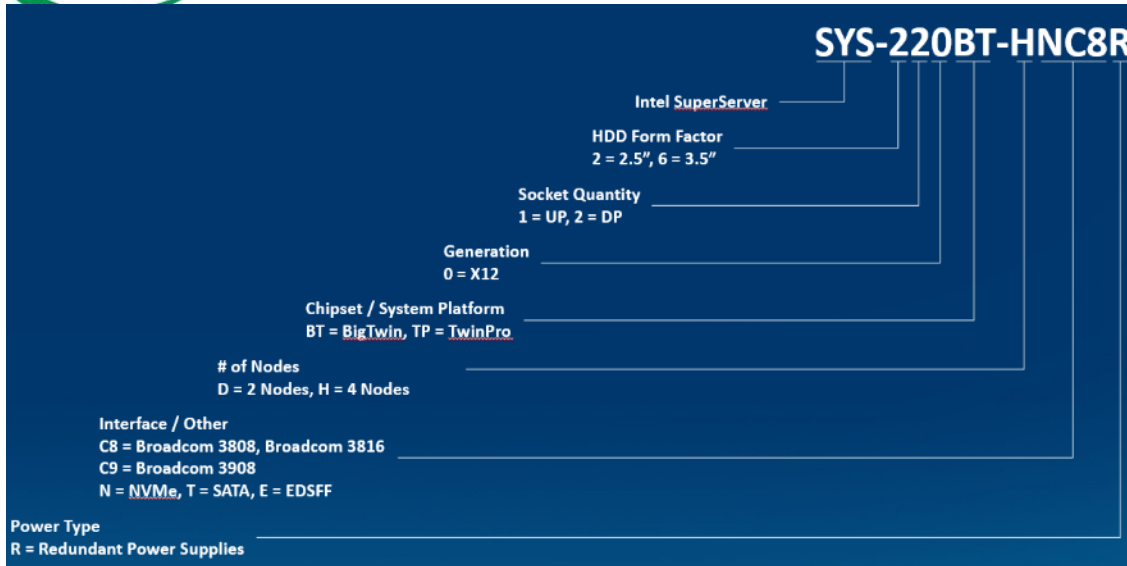 SYS-220BT-HNC8R
Intel SuperServer
HDD Form Factor
2 = 2.5", 6 = 3.5"
Socket Quantity
1 = UP, 2 = DP
Generation
0 = X12
Chipset / System Platform
BT = BigTwin, TP = TwinPro
# of Nodes
D = 2 Nodes, H = 4 Nodes
Interface / Other
C8 = Broadcom 3808, Broadcom 3816
C9 = Broadcom 3908
N = NVMe, T = SATA, E = EDSFF
Power Type
R = Redundant Power Supplies